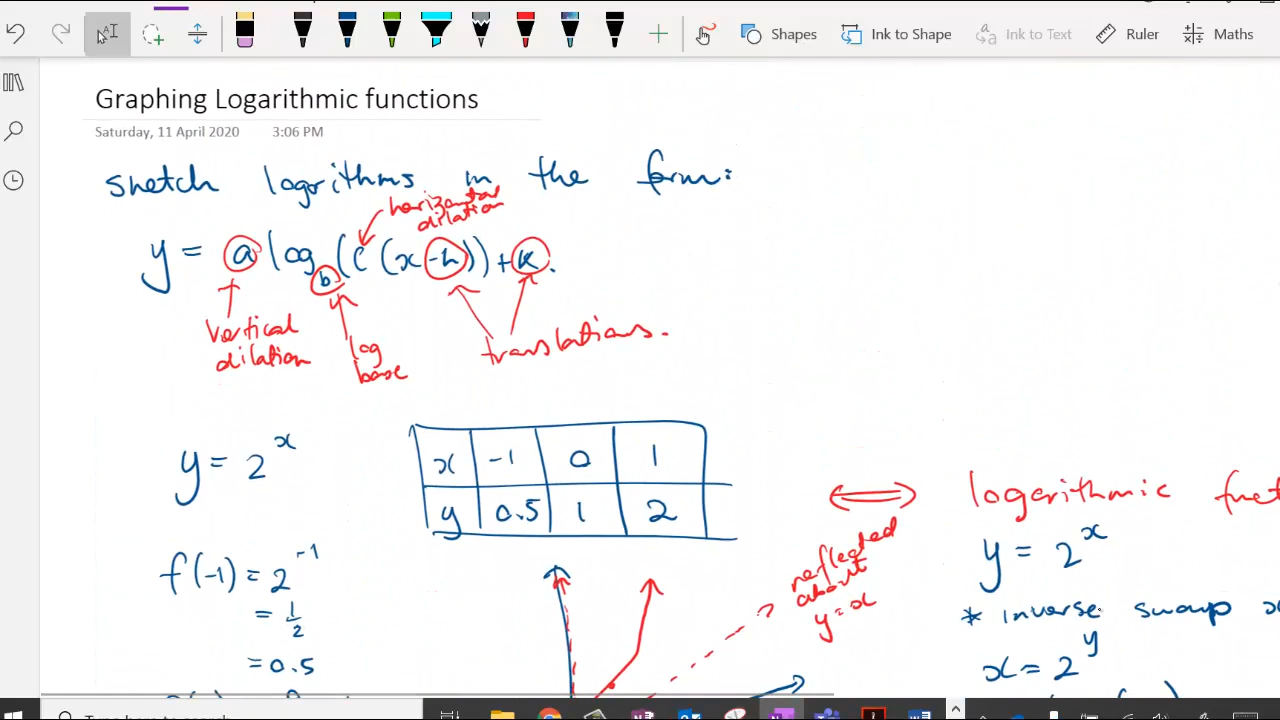 Shapes
Ink to Shape
Ink to Text
Ruler
Maths
Graphing Logarithmic functions
Saturday, 11 April 2020 3:06 PM
sketch logarithms in the form:
horizontal
dilation
y = a log b (c (x -h)) + k.
vertical
dilation
log
base
translations.
y = 2^x
x -1 0 1
y 0.5 1 2
logarithmic
y = 2^x
f(-1) = 2^-1
= 1/2
= 0.5
reflected
about
y = x
* inverse swap
x = 2^y